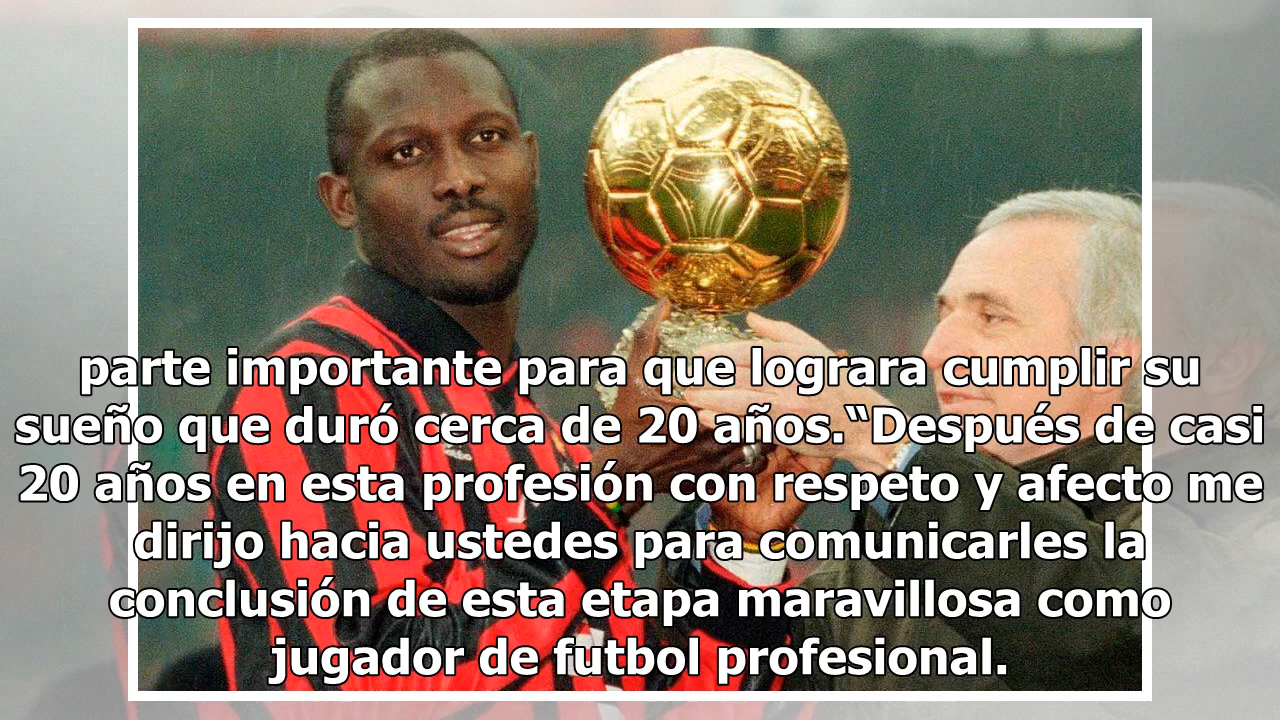 parte importante para que lograra cumplir su
sueño que duró cerca de 20 años.“Después de casi
20 años en esta profesión con respeto y afecto me
dirijo hacia ustedes para comunicarles la
conclusión de esta etapa maravillosa como
jugador de futbol profesional.